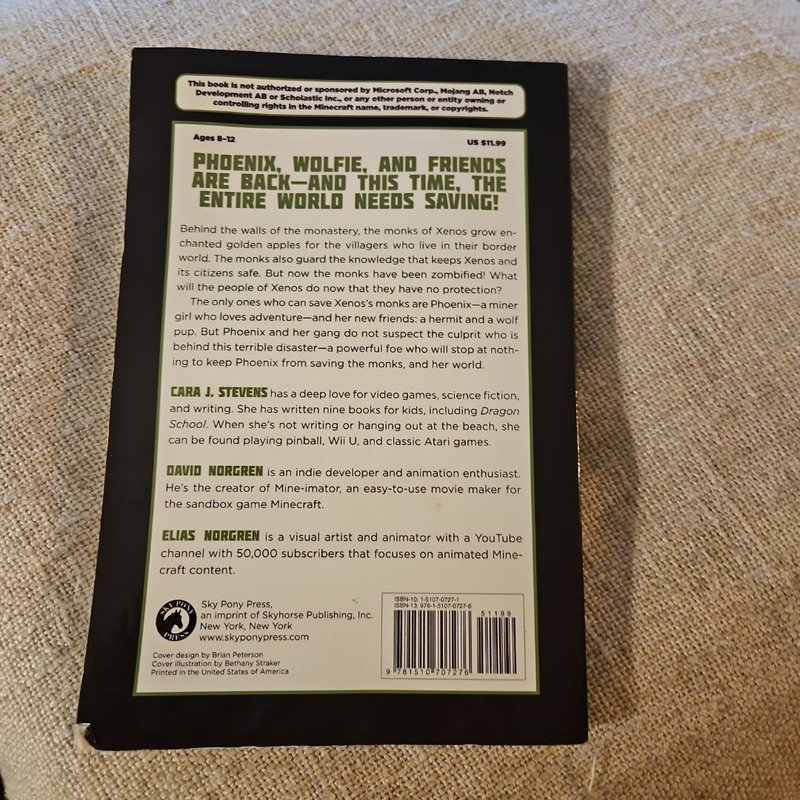 This book is not authorized or sponsored by Microsoft Corp., Mojang AB, Notch
Development AB or Scholastic Inc., or any other person or entity owning or
controlling rights in the Minecraft name, trademark, or copyrights.
Ages 8–12
US $11.99
PHOENIX, WOLFIE, AND FRIENDS
ARE BACK—AND THIS TIME, THE
ENTIRE WORLD NEEDS SAVING!
Behind the walls of the monastery, the monks of Xenos grow en-
chanted golden apples for the villagers who live in their border
world. The monks also guard the knowledge that keeps Xenos and
its citizens safe. But now the monks have been zombified! What
will the people of Xenos do now that they have no protection?
The only ones who can save Xenos's monks are Phoenix—a miner
girl who loves adventure—and her new friends: a hermit and a wolf
pup. But Phoenix and her gang do not suspect the culprit who is
behind this terrible disaster—a powerful foe who will stop at noth-
ing to keep Phoenix from saving the monks, and her world.
CARA J. STEVENS has a deep love for video games, science fiction,
and writing. She has written nine books for kids, including Dragon
School. When she's not writing or hanging out at the beach, she
can be found playing pinball, Wii U, and classic Atari games.
DAVID NORGREN is an indie developer and animation enthusiast.
He's the creator of Mine-imator, an easy-to-use movie maker for
the sandbox game Minecraft.
ELIAS NORGREN is a visual artist and animator with a YouTube
channel with 50,000 subscribers that focuses on animated Mine-
craft content.
SKY PONY
PRESS
Sky Pony Press,
an imprint of Skyhorse Publishing, Inc.
New York, New York
www.skyponypress.com
Cover design by Brian Peterson
Cover illustration by Bethany Straker
Printed in the United States of America
ISBN-10: 1-5107-0727-1
ISBN-13: 978-1-5107-0727-6
51199
9 781510 707276